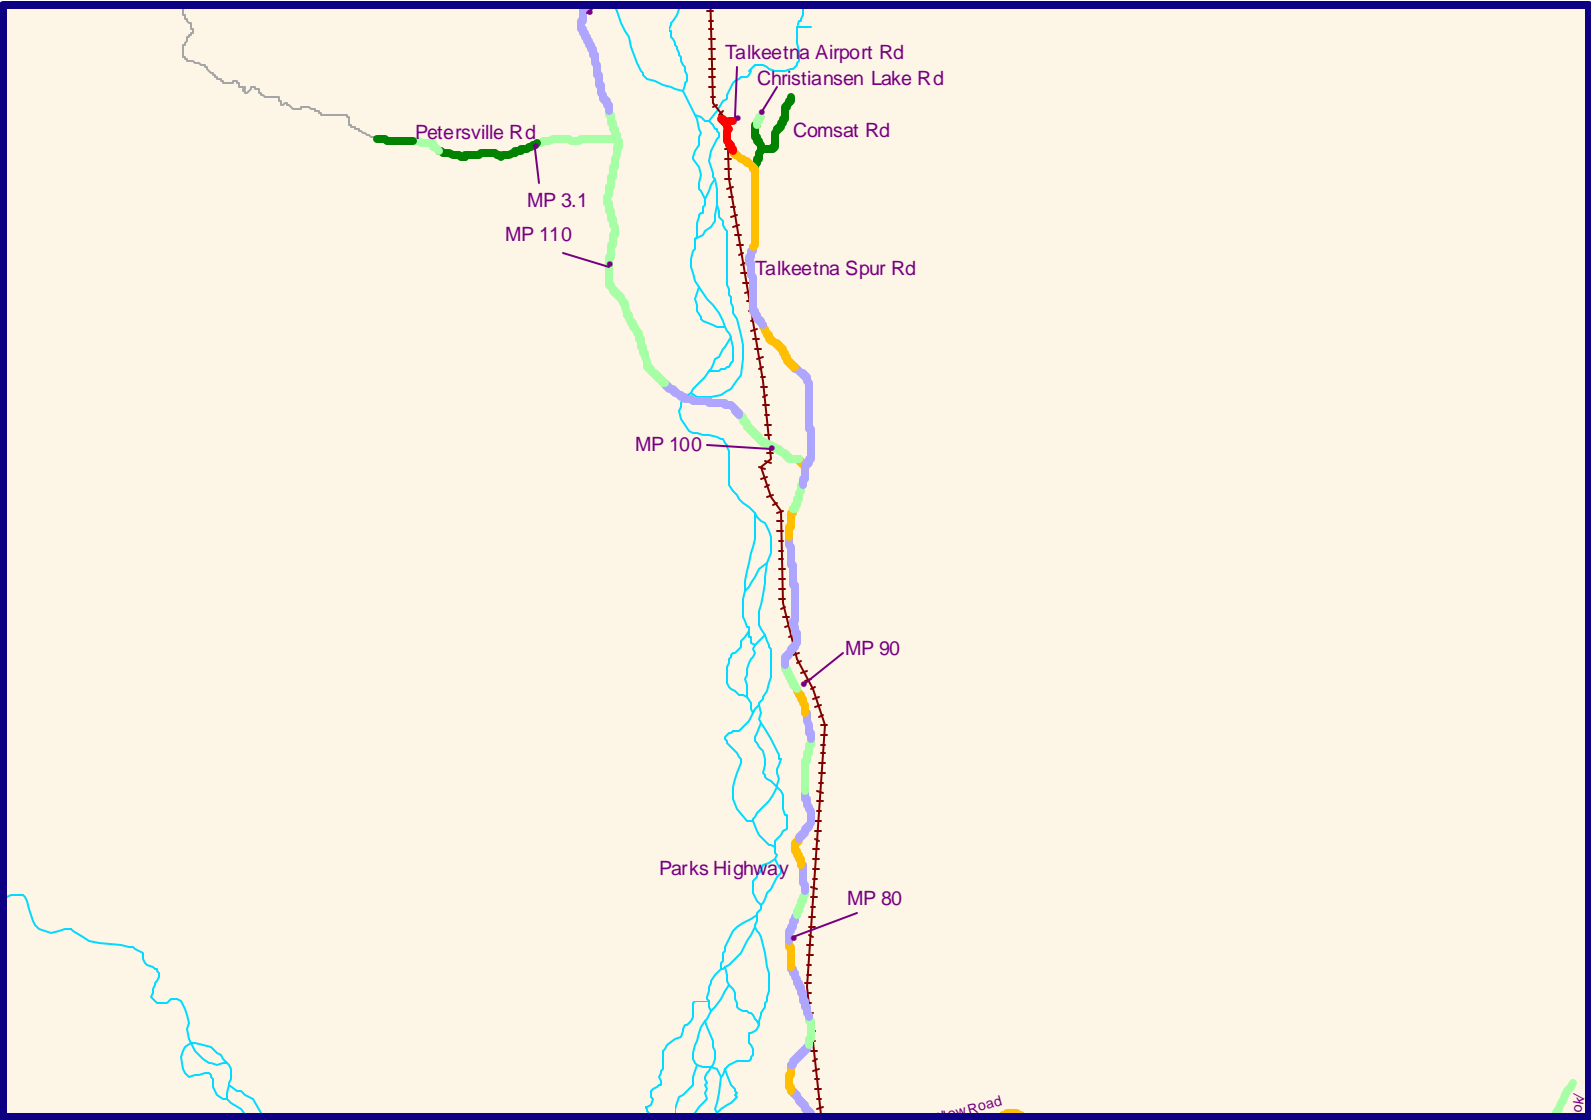 Talkeetna Airport Rd
Christiansen Lake Rd
Petersville Rd
Comsat Rd
MP 3.1
MP 110
Talkeetna Spur Rd
MP 100
MP 90
Parks Highway
MP 80
Road